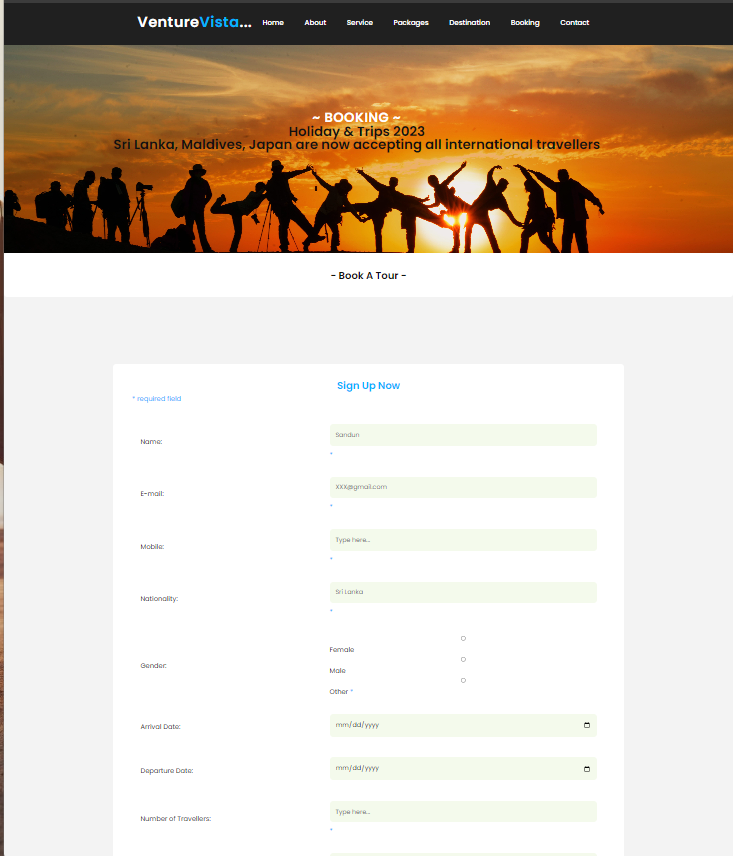 VentureVista... Home About Service Packages Destination Booking Contact
~ BOOKING ~
Holiday & Trips 2023
Sri Lanka, Maldives, Japan are now accepting all international travellers
- Book A Tour -
Sign Up Now
* required field
Name: Sandun
*
E-mail: XXX@gmail.com
*
Mobile: Type here...
*
Nationality: Sri Lanka
*
Gender:
Female
Male
Other *
Arrival Date: mm/dd/yyyy
Departure Date: mm/dd/yyyy
Number of Travellers: Type here...
*